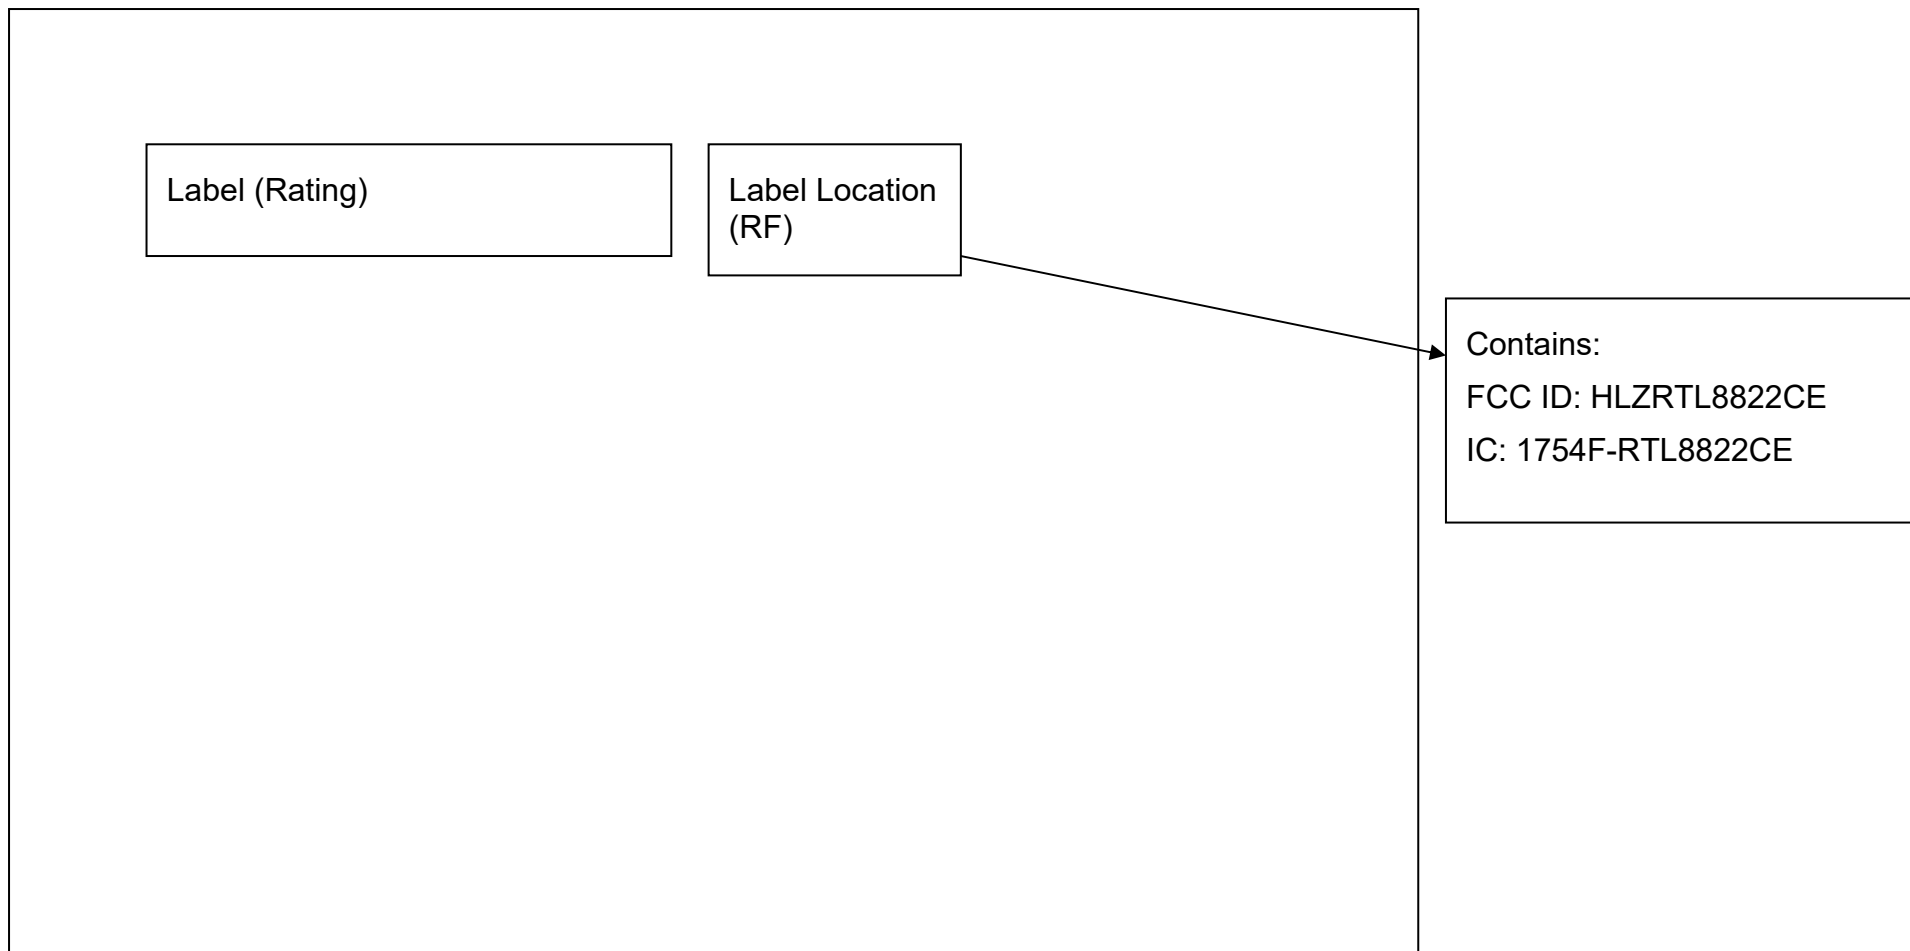 Label (Rating)
Label Location
(RF)
Contains:
FCC ID: HLZRTL8822CE
IC: 1754F-RTL8822CE